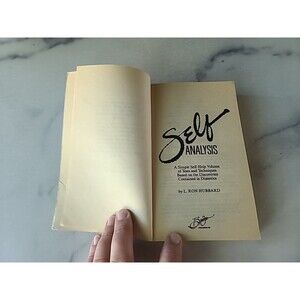 Self
ANALYSIS
A Simple Self-Help Volume
of Tests and Techniques
Based on the Discoveries
Contained in Dianetics
by L. RON HUBBARD
Bridge